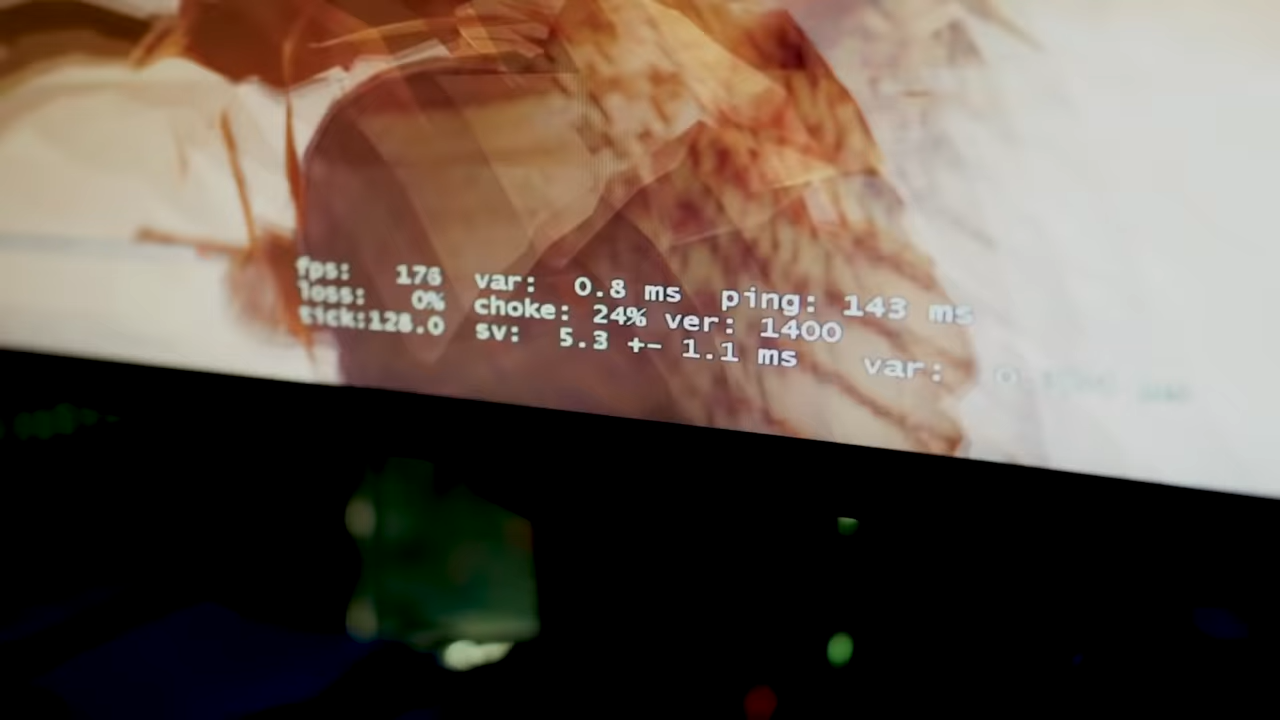 fps: 176 var: 0.8 ms ping: 143 ms
loss: 0% choke: 24% ver: 1400
tick:128.0 sv: 5.3 +- 1.1 ms var: